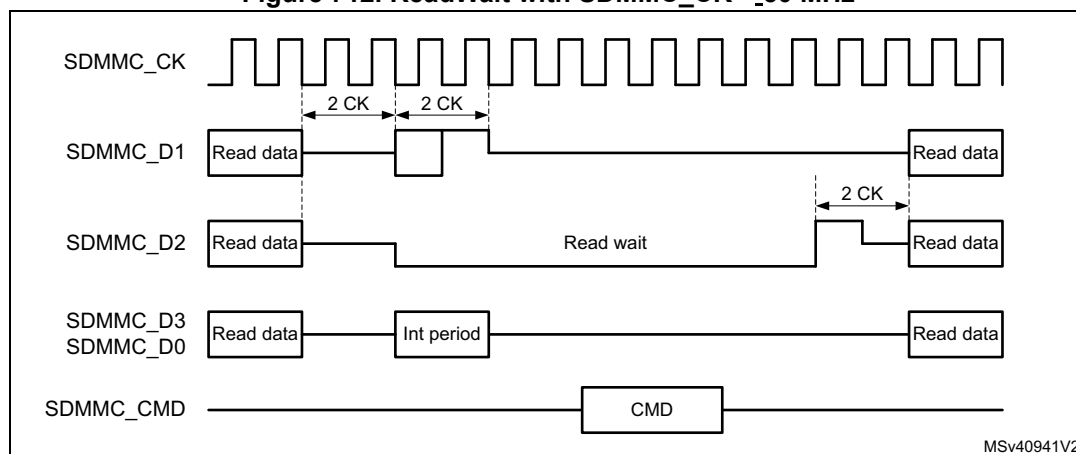 SDMMC_CK
2 CK 2 CK
SDMMC_D1 Read data Read data
2 CK
SDMMC_D2 Read data Read wait Read data
SDMMC_D3
SDMMC_D0
Read data Int period Read data
SDMMC_CMD CMD
MSv40941V2